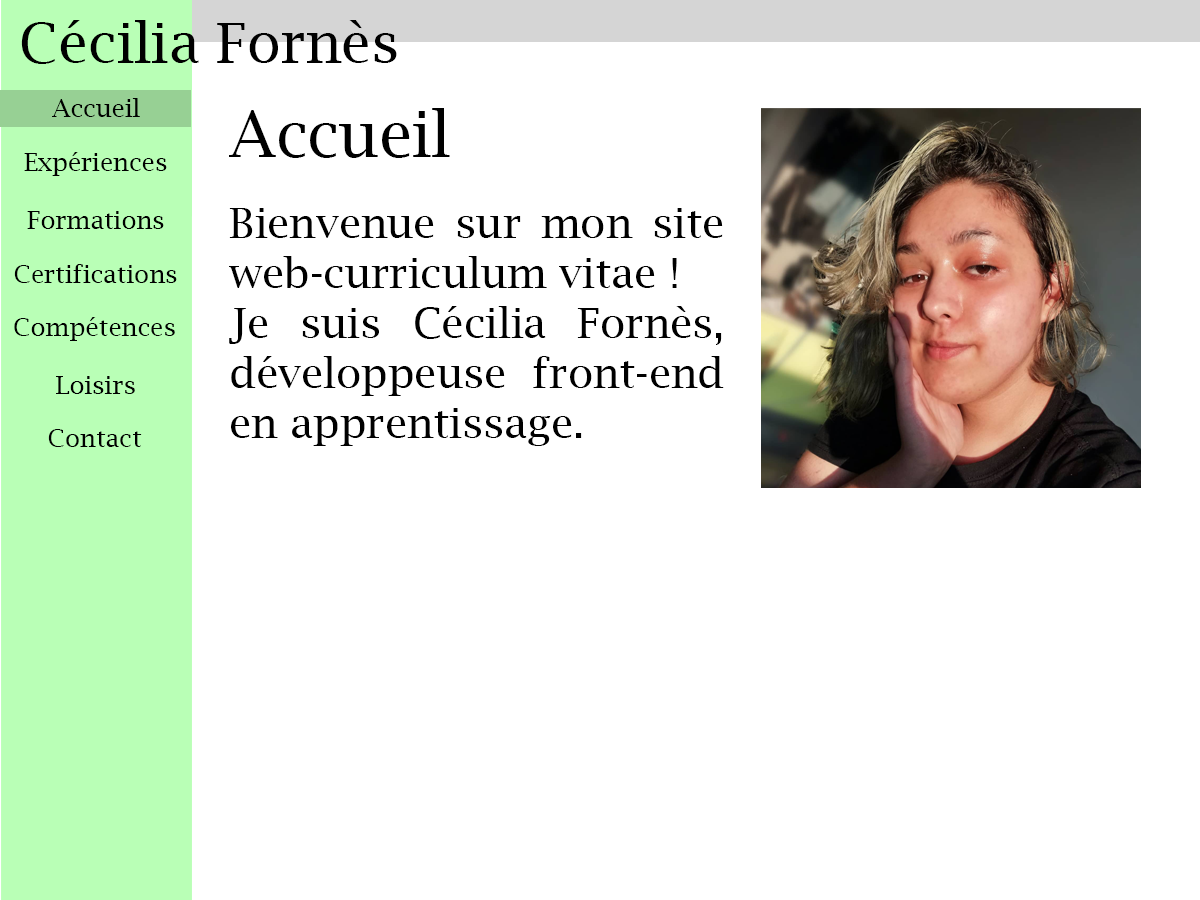 Cécilia Fornès
Accueil
Expériences
Formations
Certifications
Compétences
Loisirs
Contact
Accueil
Bienvenue sur mon site
web-curriculum vitae !
Je suis Cécilia Fornès,
développeuse front-end
en apprentissage.